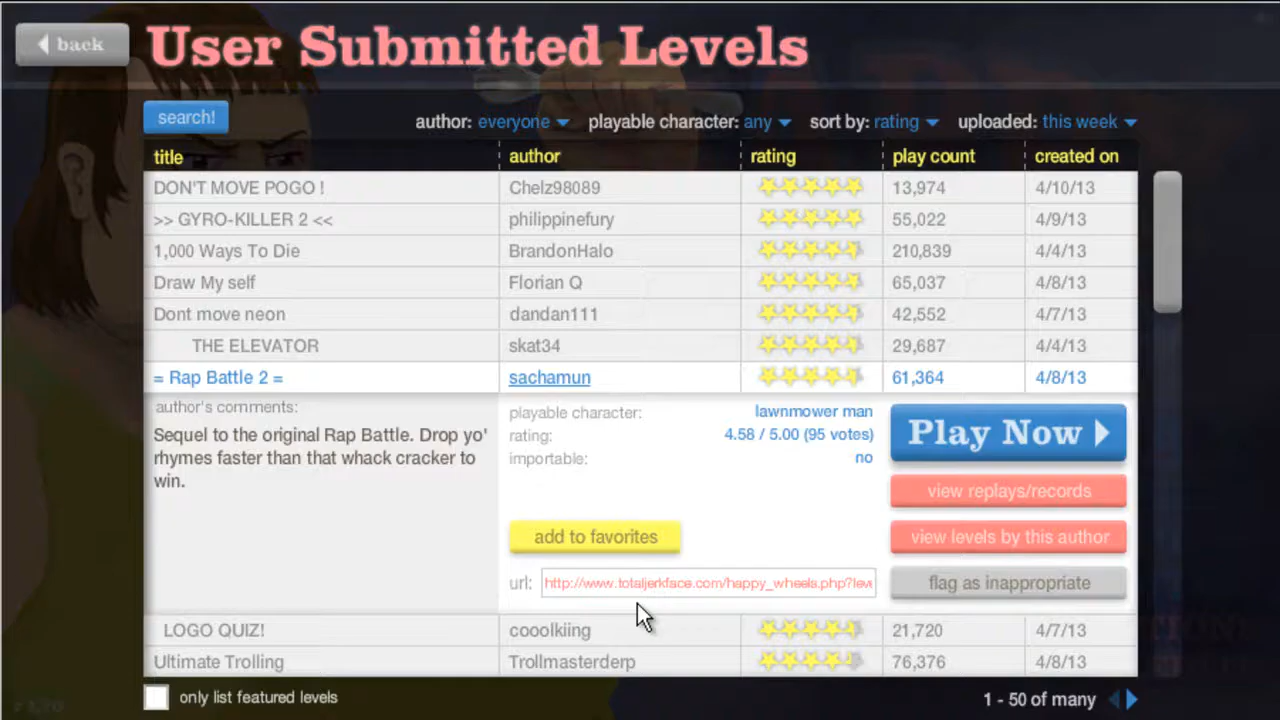 back
User Submitted Levels
search!
author: everyone playable character: any sort by: rating uploaded: this week
title author rating play count created on
DON'T MOVE POGO ! Chelz98089 13,974 4/10/13
>> GYRO-KILLER 2 << philippinefury 55,022 4/9/13
1,000 Ways To Die BrandonHalo 210,839 4/4/13
Draw My self Florian Q 65,037 4/8/13
Dont move neon dandan111 42,552 4/7/13
THE ELEVATOR skat34 29,687 4/4/13
= Rap Battle 2 = sachamun 61,364 4/8/13
author's comments:
Sequel to the original Rap Battle. Drop yo'
rhymes faster than that whack cracker to
win.
playable character: lawnmower man
rating: 4.58 / 5.00 (95 votes)
importable: no
add to favorites
url: http://www.totaljerkface.com/happy_wheels.php?lev
Play Now
view replays/records
view levels by this author
flag as inappropriate
LOGO QUIZ! cooolkiing 21,720 4/7/13
Ultimate Trolling Trollmasterderp 76,376 4/8/13
only list featured levels
1 - 50 of many